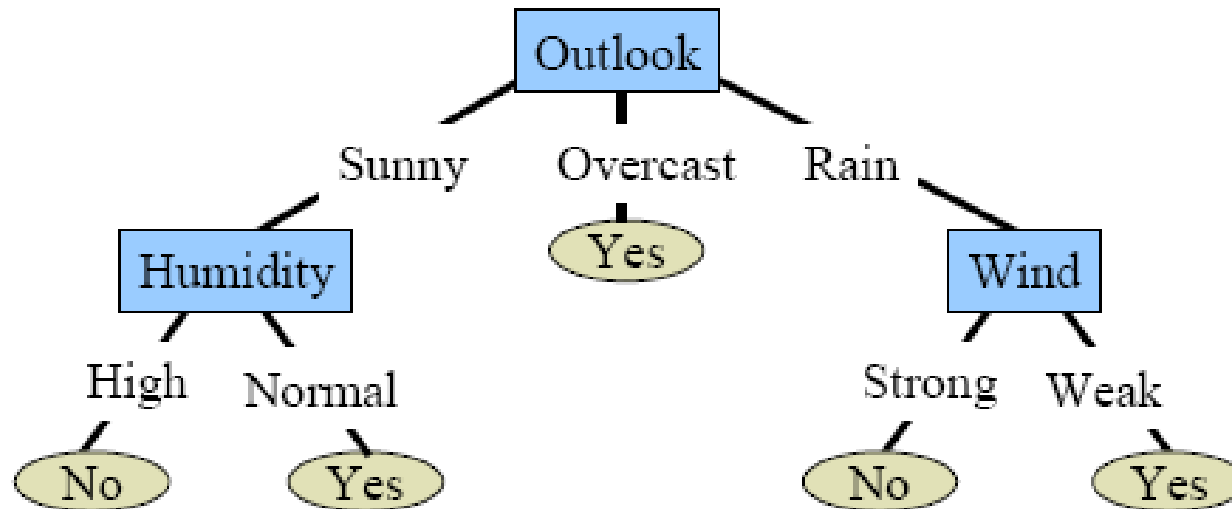 Outlook
Sunny Overcast Rain
Yes
Humidity Wind
High Normal Strong Weak
No Yes No Yes